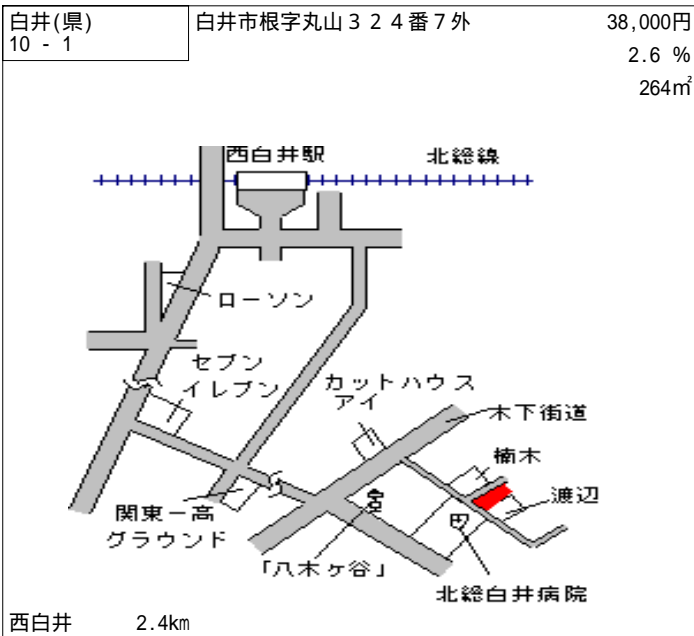 白井(県)
10 - 1
白井市根字丸山３２４番７外
38,000円
2.6 %
264㎡
西白井駅
北総線
ローソン
セブン
イレブン
カットハウス
アイ
木下街道
楠木
渡辺
関東一高
グラウンド
「八木ヶ谷」
北総白井病院
西白井 2.4km